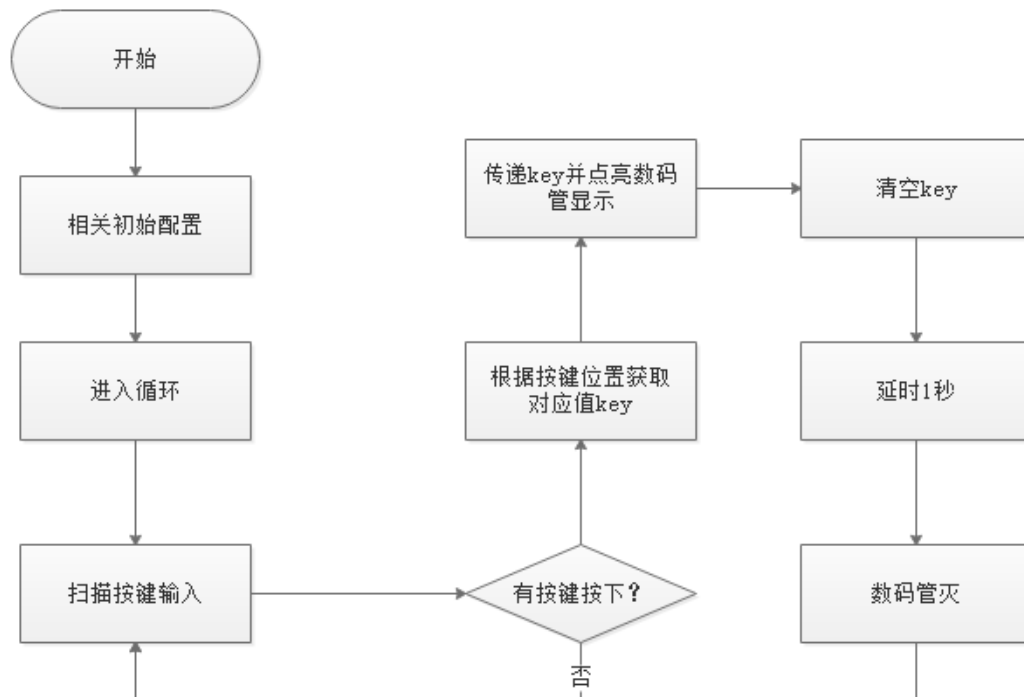 开始
相关初始配置
进入循环
扫描按键输入
有按键按下?
否
根据按键位置获取
对应值key
传递key并点亮数码
管显示
清空key
延时1秒
数码管灭